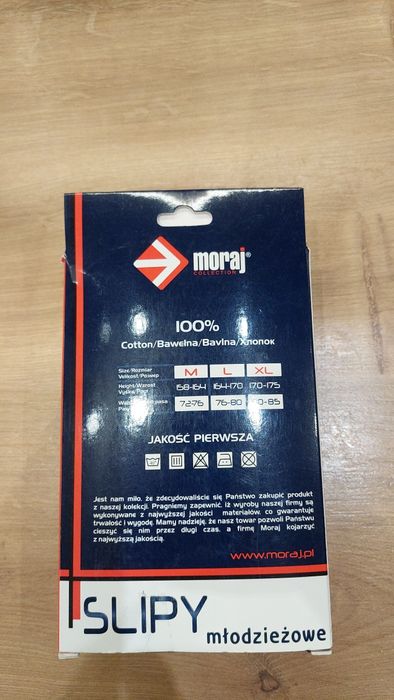 moraj®
COLLECTION
100%
Cotton/Bawełna/Bavlna/Хлопок
Size/Rozmiar M L XL
Velikost/Размер
Height/Wzrost 158-164 164-170 170-175
72-76 76-80
JAKOŚĆ PIERWSZA
Jest nam miło, że zdecydowaliście się Państwo zakupić produkt
z naszej kolekcji. Pragniemy zapewnić, iż wyroby naszej firmy są
wykonywane z najwyższej jakości materiałów, co gwarantuje
trwałość i wygodę. Mamy nadzieję, że nasz towar pozwoli Państwu
cieszyć się nim przez długi czas, a firmę Moraj kojarzyć
z najwyższą jakością.
www.moraj.pl
SLIPY
młodzieżowe